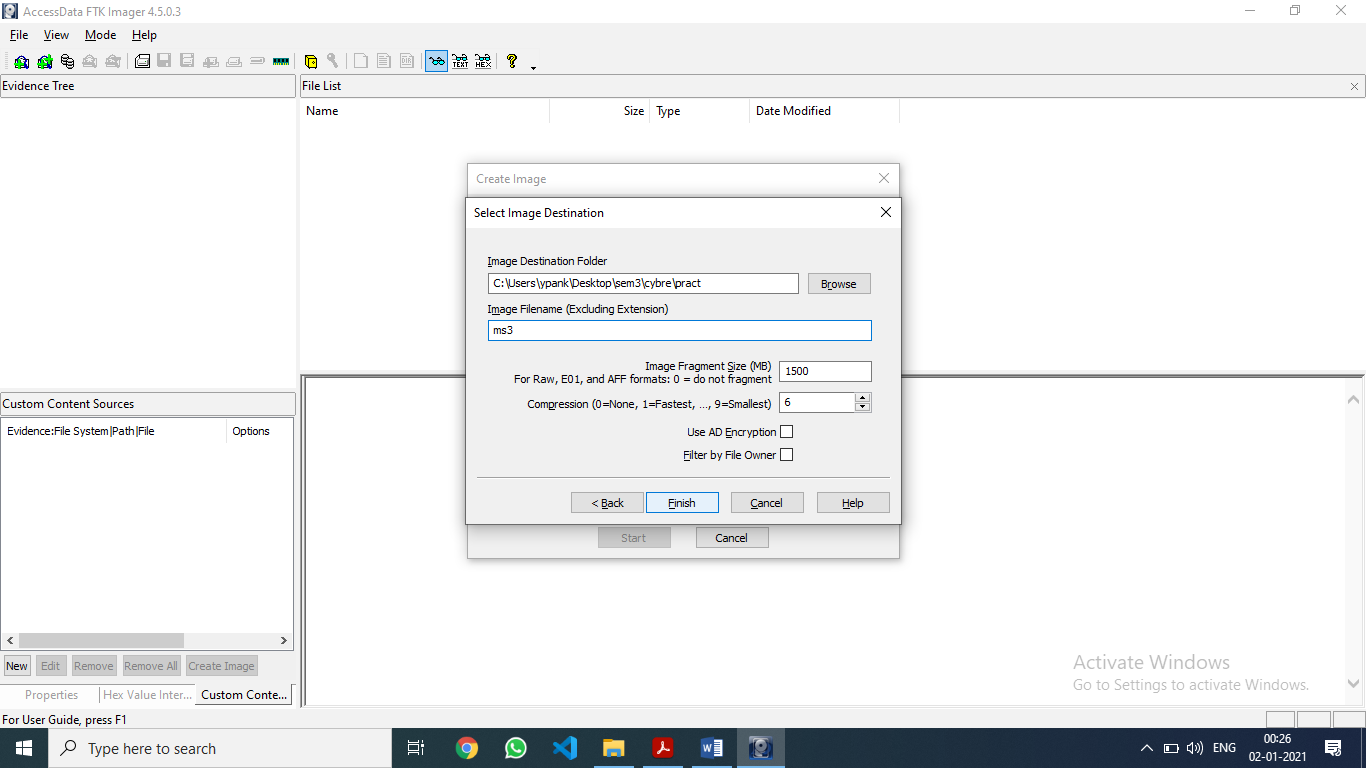 AccessData FTK Imager 4.5.0.3
File View Mode Help
TEXT HEX ?
Evidence Tree
File List
Name Size Type Date Modified
Create Image
Select Image Destination
Image Destination Folder
C:\Users\ypank\Desktop\sem3\cybre\pract
Browse
Image Filename (Excluding Extension)
ms3
Image Fragment Size (MB)
For Raw, E01, and AFF formats: 0 = do not fragment
1500
Compression (0=None, 1=Fastest, ..., 9=Smallest)
6
Use AD Encryption
Filter by File Owner
< Back Finish Cancel Help
Start Cancel
Custom Content Sources
Evidence:File System|Path|File Options
New Edit Remove Remove All Create Image
Properties Hex Value Inter... Custom Conte...
Activate Windows
Go to Settings to activate Windows.
For User Guide, press F1
Type here to search
ENG
00:26
02-01-2021